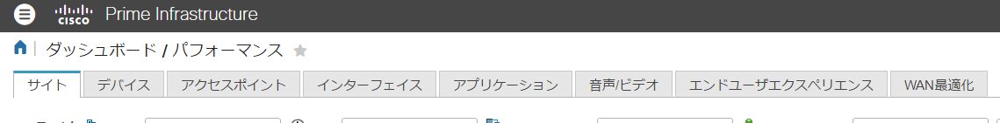 CISCO Prime Infrastructure
ダッシュボード / パフォーマンス
サイト デバイス アクセスポイント インターフェイス アプリケーション 音声/ビデオ エンドユーザエクスペリエンス WAN最適化